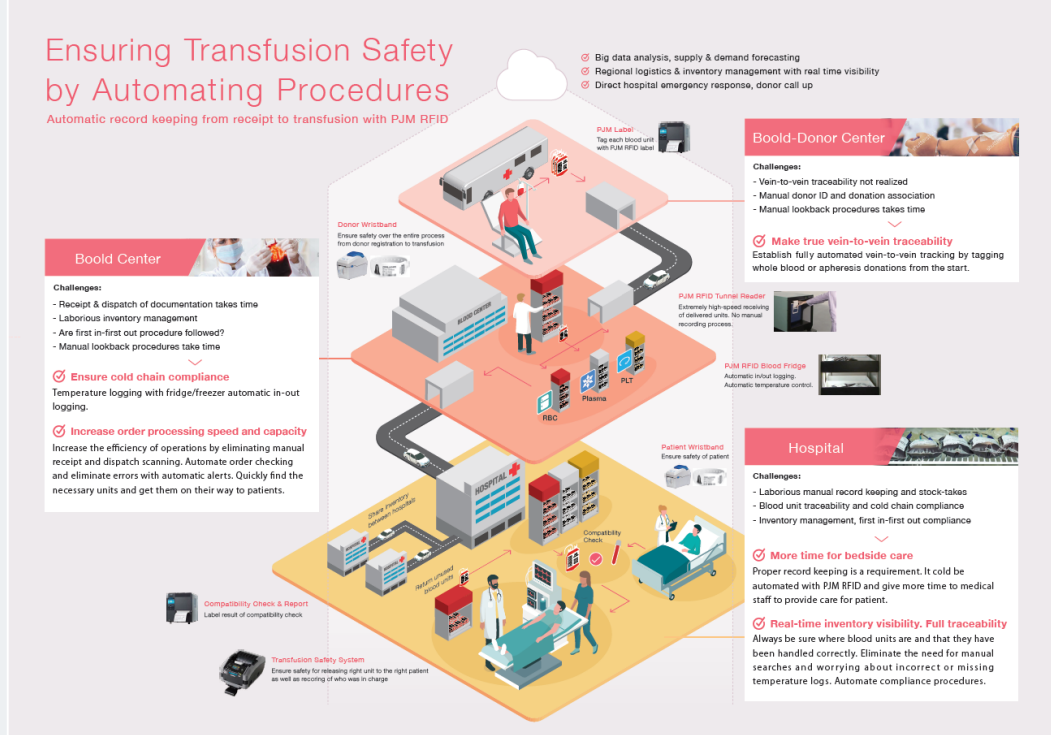 Ensuring Transfusion Safety
by Automating Procedures
Automatic record keeping from receipt to transfusion with PJM RFID
Big data analysis, supply & demand forecasting
Regional logistics & inventory management with real time visibility
Direct hospital emergency response, donor call up
PJM Label
Tag each blood unit
with PJM RFID label
Boold-Donor Center
Challenges:
- Vein-to-vein traceability not realized
- Manual donor ID and donation association
- Manual lookback procedures takes time
Make true vein-to-vein traceability
Establish fully automated vein-to-vein tracking by tagging
whole blood or apheresis donations from the start.
Donor Wristband
Ensure safety over the entire process
from donor registration to transfusion
Boold Center
Challenges:
- Receipt & dispatch of documentation takes time
- Laborious inventory management
- Are first in-first out procedure followed?
- Manual lookback procedures take time
Ensure cold chain compliance
Temperature logging with fridge/freezer automatic in-out
logging.
Increase order processing speed and capacity
Increase the efficiency of operations by eliminating manual
receipt and dispatch scanning. Automate order checking
and eliminate errors with automatic alerts. Quickly find the
necessary units and get them on their way to patients.
BLOOD CENTER
PJM RFID Tunnel Reader
Extremely high-speed receiving
of delivered units. No manual
recording process.
PJM RFID Blood Fridge
Automatic in/out logging.
Automatic temperature control.
PLT
Plasma
RBC
Patient Wristband
Ensure safety of patient
Hospital
Challenges:
- Laborious manual record keeping and stock-takes
- Blood unit traceability and cold chain compliance
- Inventory management, first in-first out compliance
More time for bedside care
Proper record keeping is a requirement. It cold be
automated with PJM RFID and give more time to medical
staff to provide care for patient.
Real-time inventory visibility. Full traceability
Always be sure where blood units are and that they have
been handled correctly. Eliminate the need for manual
searches and worrying about incorrect or missing
temperature logs. Automate compliance procedures.
HOSPITAL
Share inventory
between hospitals
HOSPITAL
HOSPITAL
Compatibility
Check
Return unused
blood units
Compatibility Check & Report
Label result of compatibility check
Transfusion Safety System
Ensure safety for releasing right unit to the right patient
as well as recoring of who was in charge